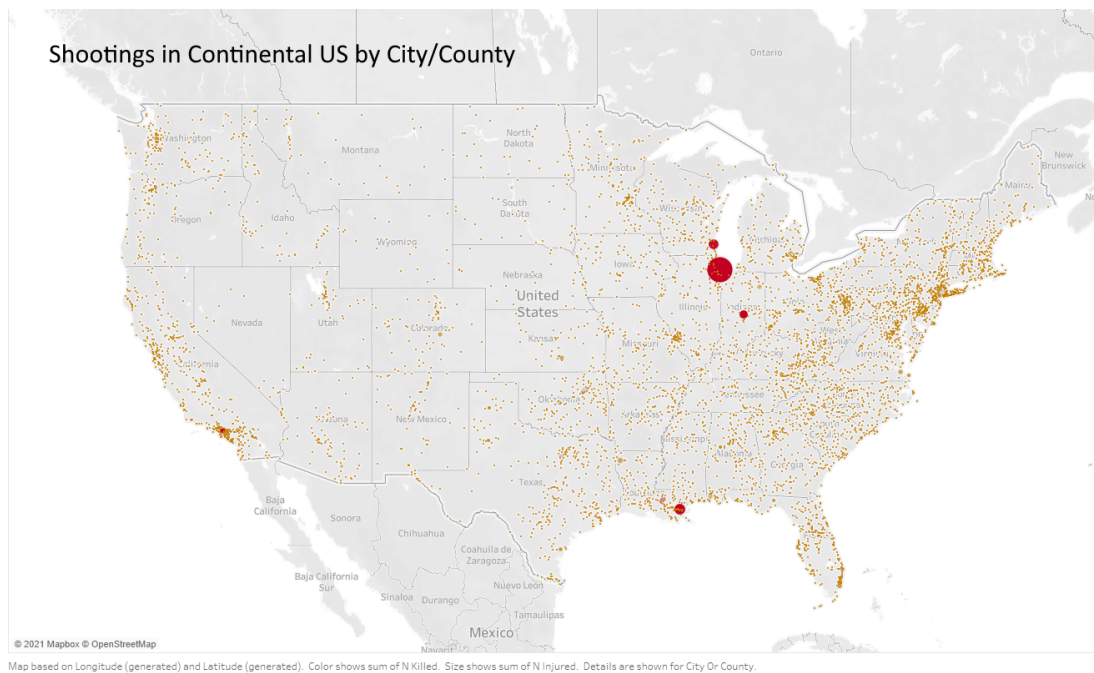 Shootings in Continental US by City/County
Ontario
Washington
Montana
North
Dakota
Minnesota
New
Brunswick
Maine
Oregon
Idaho
South
Dakota
Wisconsin
Michigan
Wyoming
Iowa
Nebraska
United
States
Illinois
Indiana
Nevada
Utah
Colorado
Kansas
Missouri
California
Virginia
Oklahoma
New Mexico
Arkansas
Mississippi
Alabama
Georgia
Texas
Baja
California
Sonora
Chihuahua
Coahuila de
Zaragoza
Baja California
Sur
Nuevo León
Sinaloa
Durango
Tamaulipas
Mexico
© 2021 Mapbox © OpenStreetMap
Map based on Longitude (generated) and Latitude (generated). Color shows sum of N Killed. Size shows sum of N Injured. Details are shown for City Or County.